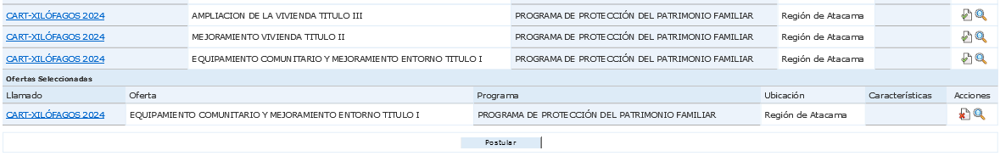 CART-XILÓFAGOS 2024 AMPLIACION DE LA VIVIENDA TITULO III PROGRAMA DE PROTECCIÓN DEL PATRIMONIO FAMILIAR Región de Atacama
CART-XILÓFAGOS 2024 MEJORAMIENTO VIVIENDA TITULO II PROGRAMA DE PROTECCIÓN DEL PATRIMONIO FAMILIAR Región de Atacama
CART-XILÓFAGOS 2024 EQUIPAMIENTO COMUNITARIO Y MEJORAMIENTO ENTORNO TITULO I PROGRAMA DE PROTECCIÓN DEL PATRIMONIO FAMILIAR Región de Atacama
Ofertas Seleccionadas
Llamado Oferta Programa Ubicación Características Acciones
CART-XILÓFAGOS 2024 EQUIPAMIENTO COMUNITARIO Y MEJORAMIENTO ENTORNO TITULO I PROGRAMA DE PROTECCIÓN DEL PATRIMONIO FAMILIAR Región de Atacama
Postular